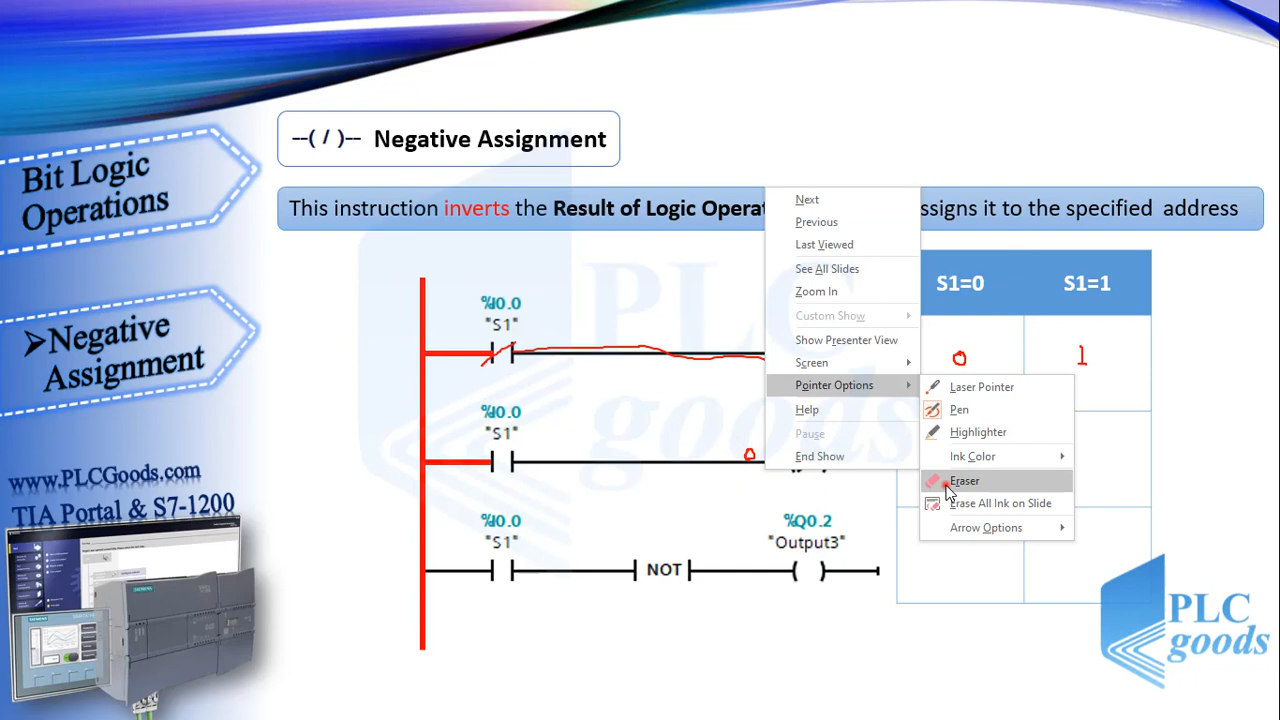 --( / )-- Negative Assignment
Bit Logic
Operations
This instruction inverts the Result of Logic Operat
ssigns it to the specified address
Next
Previous
Last Viewed
See All Slides
Zoom In
Custom Show
Show Presenter View
Screen
Pointer Options
Help
Pause
End Show
Laser Pointer
Pen
Highlighter
Ink Color
Eraser
Erase All Ink on Slide
Arrow Options
S1=0 S1=1
0 1
➢Negative
Assignment
%I0.0
"S1"
%I0.0
"S1"
0
%I0.0
"S1"
NOT
%Q0.2
"Output3"
www.PLCGoods.com
TIA Portal & S7-1200
PLC
goods
PLC
goods